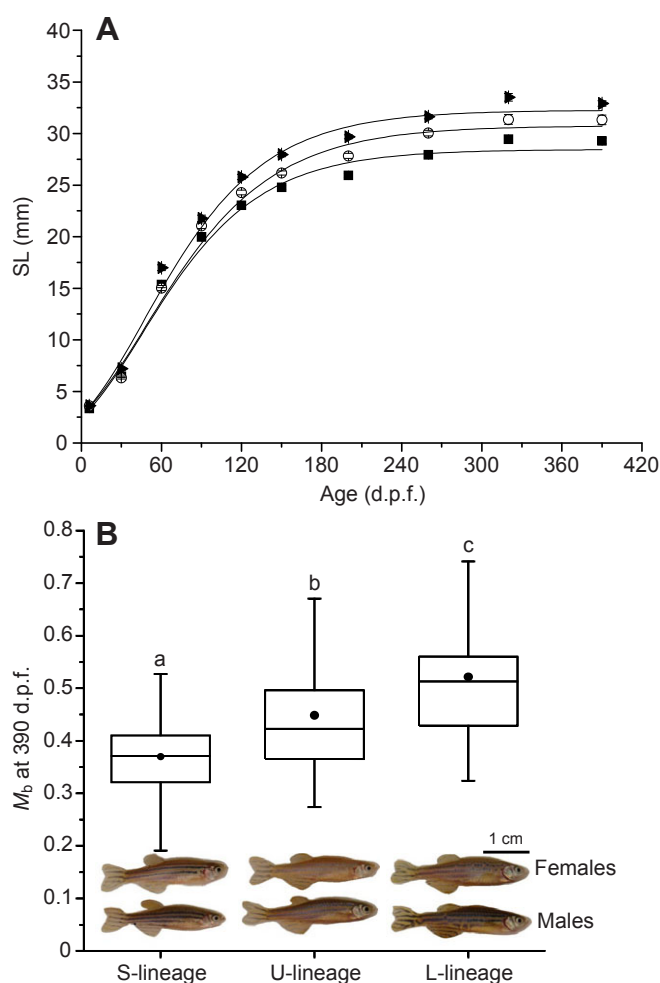 A
40
35
30
25
20
15
10
5
0
SL (mm)
0 60 120 180 240 300 360 420
Age (d.p.f.)
B
0.8
0.7
0.6
0.5
0.4
0.3
0.2
0.1
0
M_b at 390 d.p.f.
a
b
c
1 cm
Females
Males
S-lineage U-lineage L-lineage